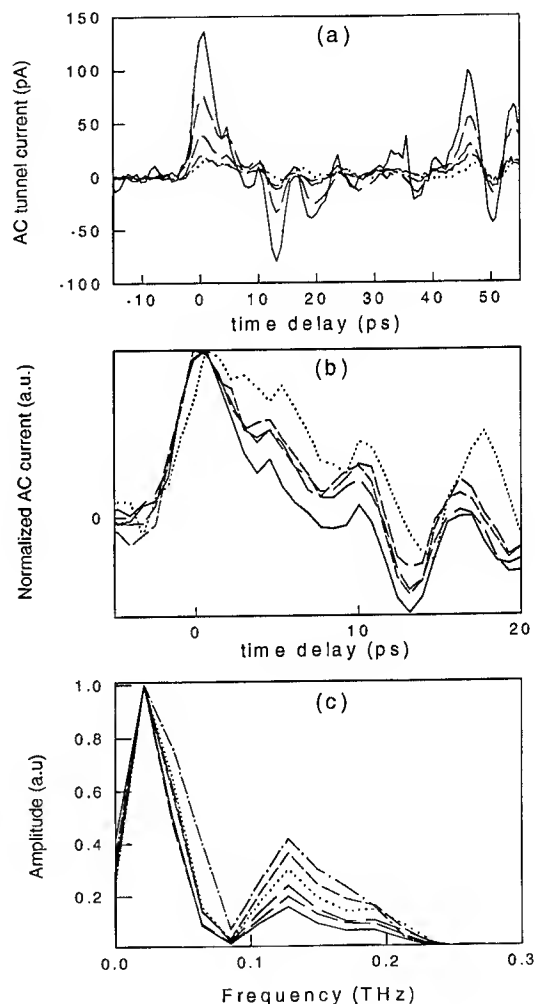 (a)
AC tunnel current (pA)
150
100
50
0
-50
-100
-10 0 10 20 30 40 50
time delay (ps)
(b)
Normalized AC current (a.u.)
0
0 10 20
time delay (ps)
(c)
Amplitude (a.u)
1.0
0.8
0.6
0.4
0.2
0.0 0.1 0.2 0.3
Frequency (THz)